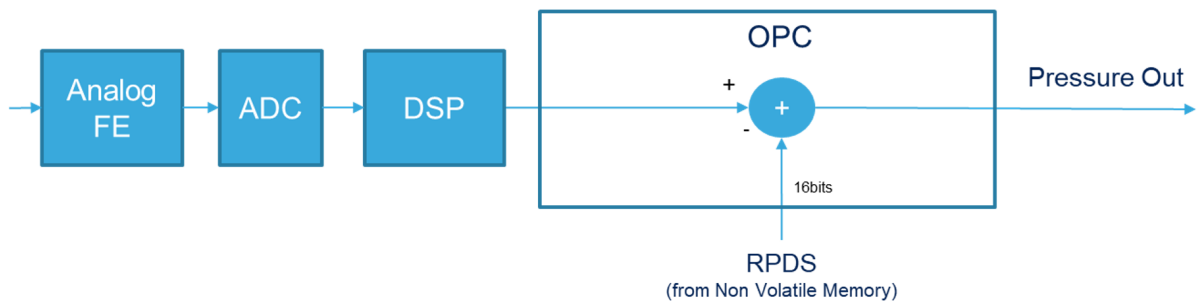 OPC
Analog
FE
ADC
DSP
+
+
-
Pressure Out
16bits
RPDS
(from Non Volatile Memory)